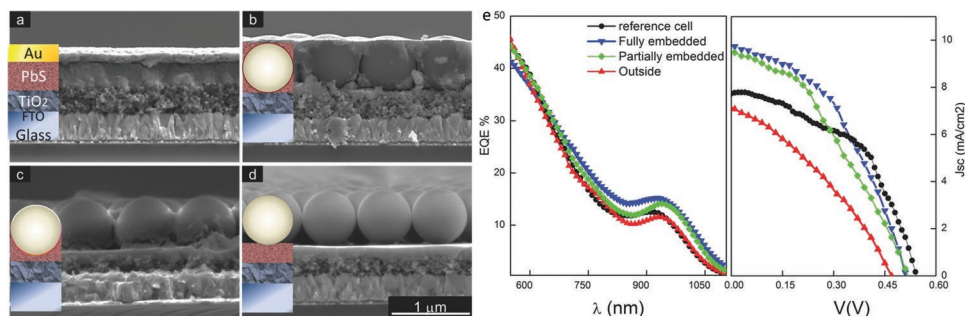 a
Au
PbS
TiO2
FTO
Glass
b
c
d
1 μm
e
reference cell
Fully embedded
Partially embedded
Outside
EQE %
50
40
30
20
10
600
750
900
1050
λ (nm)
10
8
6
4
2
0
Jsc (mA/cm2)
0.00
0.15
0.30
0.45
0.60
V(V)